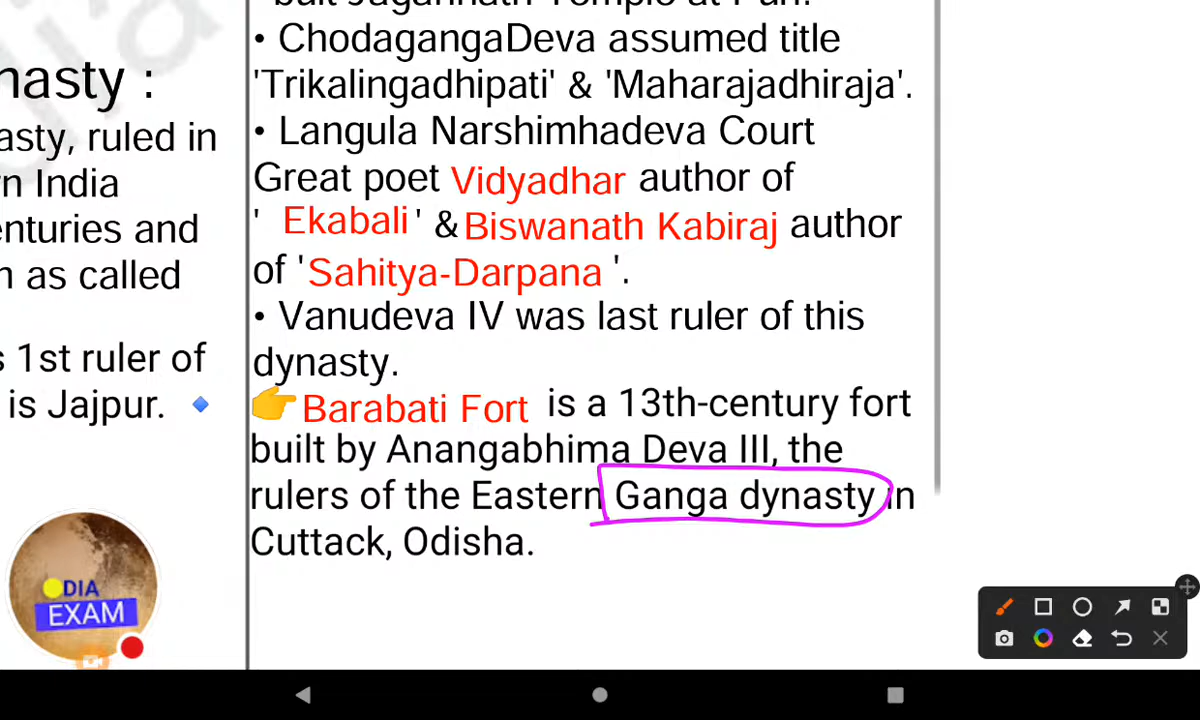 • ChodagangaDeva assumed title
'Trikalingadhipati' & 'Maharajadhiraja'.
• Langula Narshimhadeva Court
Great poet Vidyadhar author of
' Ekabali ' & Biswanath Kabiraj author
of 'Sahitya-Darpana '.
• Vanudeva IV was last ruler of this
dynasty.
👉Barabati Fort is a 13th-century fort
built by Anangabhima Deva III, the
rulers of the Eastern Ganga dynasty in
Cuttack, Odisha.
nasty :
asty, ruled in
n India
enturies and
n as called
s 1st ruler of
is Jajpur. 🔹
DIA
EXAM